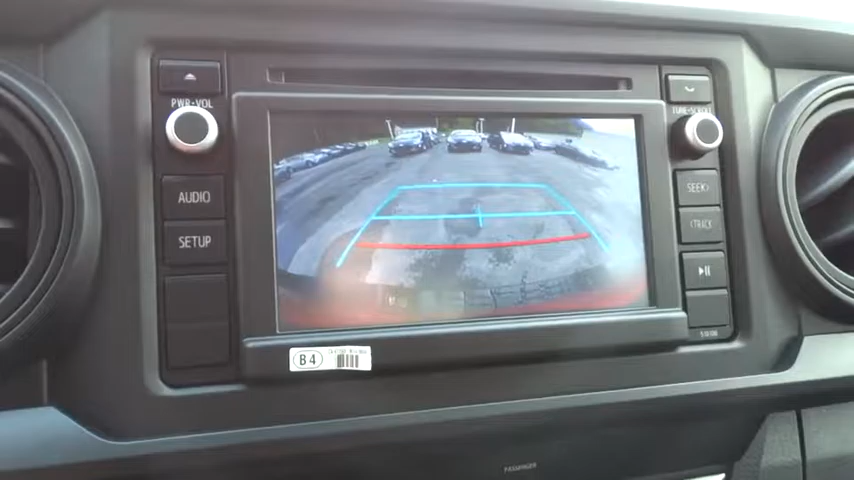 PWR·VOL
AUDIO
SETUP
TUNE·SCROLL
SEEK›
‹TRACK
B4
PASSENGER